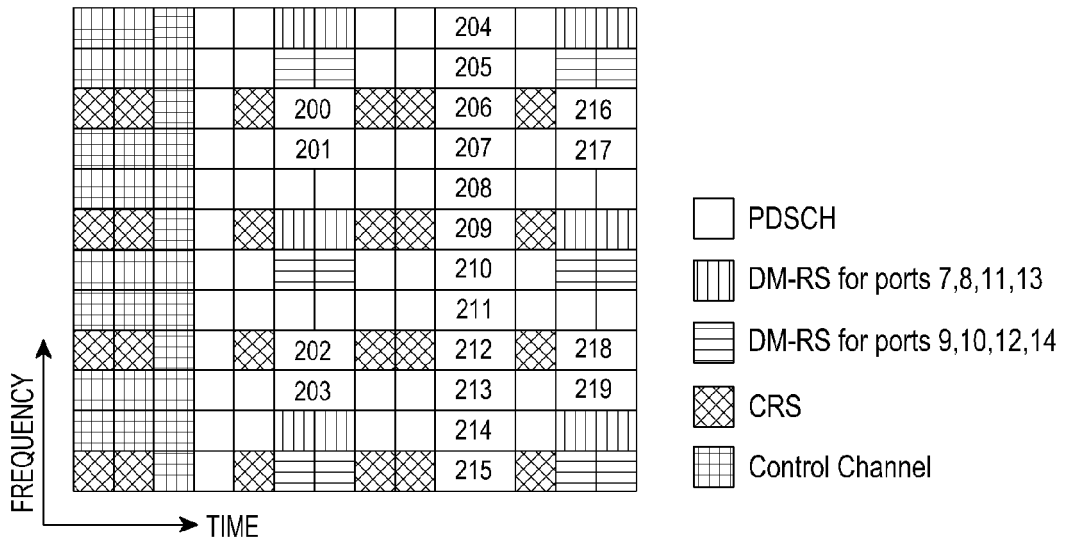 204
205
200 206 216
201 207 217
208
209
210
211
202 212 218
203 213 219
214
215
FREQUENCY
TIME
PDSCH
DM-RS for ports 7,8,11,13
DM-RS for ports 9,10,12,14
CRS
Control Channel